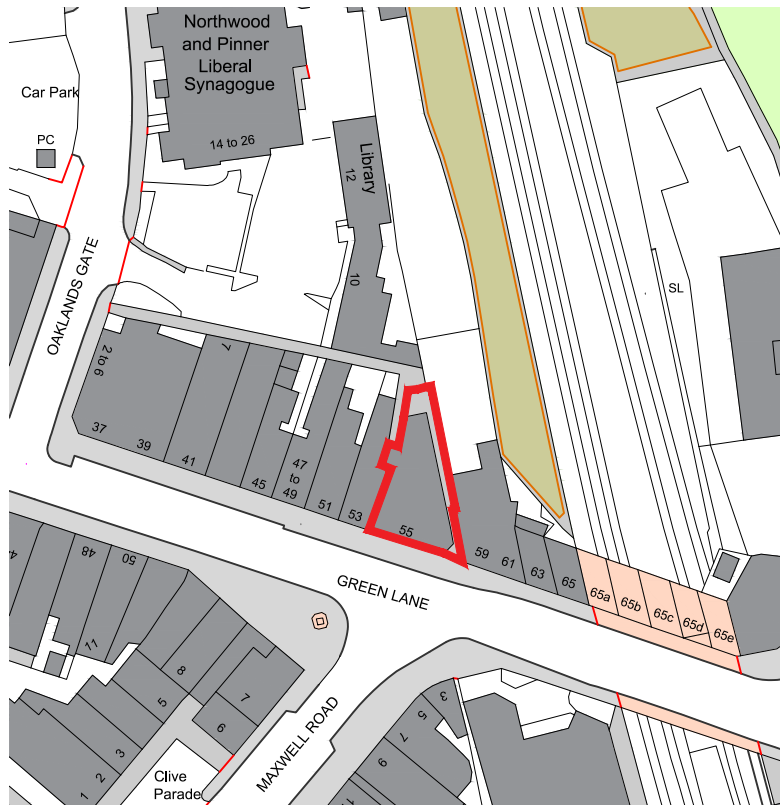 Northwood
and Pinner
Liberal
Synagogue
14 to 26
Car Park
PC
Library
12
10
OAKLANDS GATE
SL
2 to 6
7
37
39
41
45
47
to
49
51
53
55
59
61
63
65
65a
65b
65c
65d
65e
GREEN LANE
48
50
11
8
7
5
6
3
2
1
MAXWELL ROAD
3
5
7
9
Clive
Parade